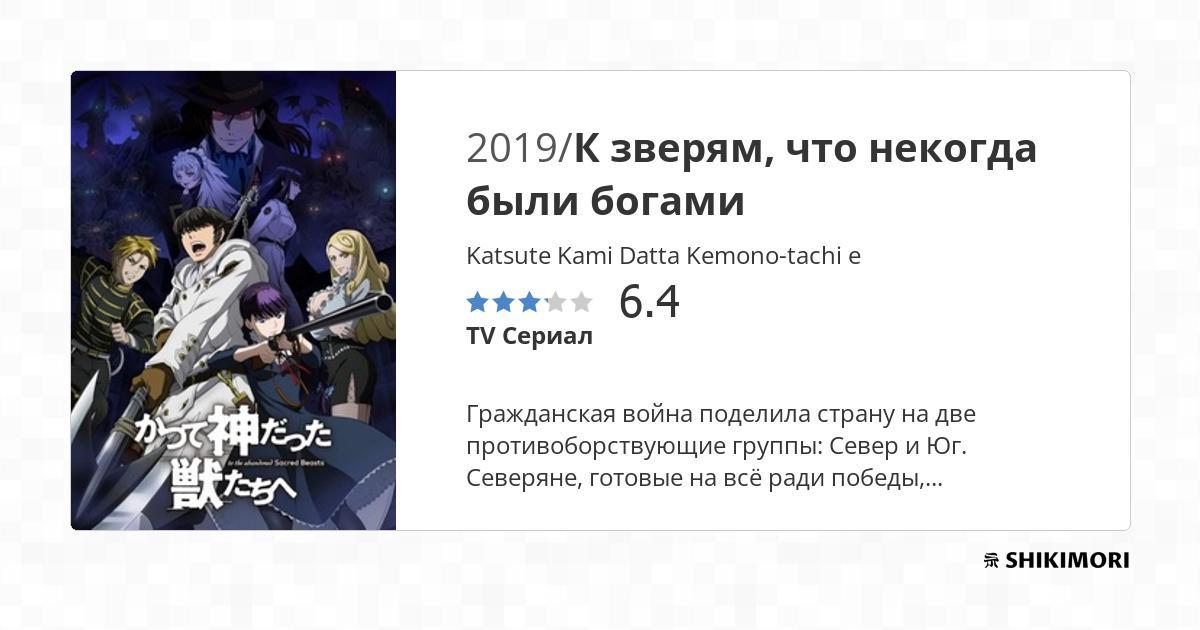 かつて神だった
to the abandoned Sacred Beasts
獣たちへ
2019/К зверям, что некогда
были богами
Katsute Kami Datta Kemono-tachi e
6.4
TV Сериал
Гражданская война поделила страну на две
противоборствующие группы: Север и Юг.
Северяне, готовые на всё ради победы,...
SHIKIMORI